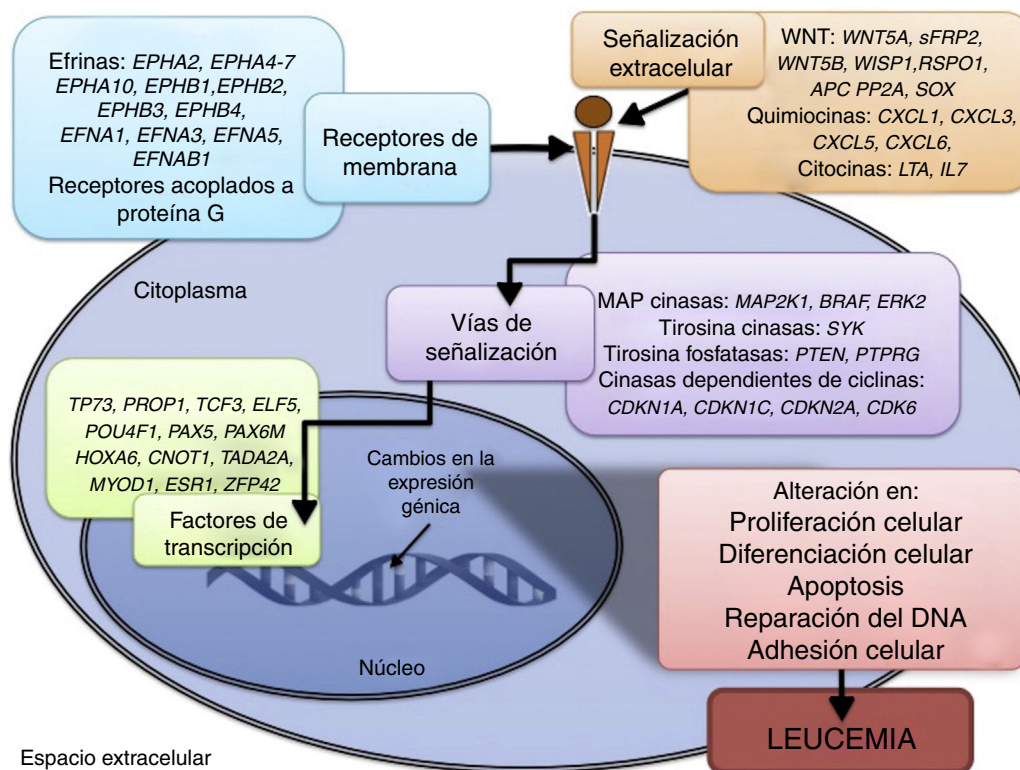 Efrinas: EPHA2, EPHA4-7
EPHA10, EPHB1,EPHB2,
EPHB3, EPHB4,
EFNA1, EFNA3, EFNA5,
EFNAB1
Receptores acoplados a
proteína G
Receptores de
membrana
Señalización
extracelular
WNT: WNT5A, sFRP2,
WNT5B, WISP1,RSPO1,
APC PP2A, SOX
Quimiocinas: CXCL1, CXCL3,
CXCL5, CXCL6,
Citocinas: LTA, IL7
Citoplasma
Vías de
señalización
MAP cinasas: MAP2K1, BRAF, ERK2
Tirosina cinasas: SYK
Tirosina fosfatasas: PTEN, PTPRG
Cinasas dependientes de ciclinas:
CDKN1A, CDKN1C, CDKN2A, CDK6
TP73, PROP1, TCF3, ELF5,
POU4F1, PAX5, PAX6M
HOXA6, CNOT1, TADA2A,
MYOD1, ESR1, ZFP42
Factores de
transcripción
Cambios en la
expresión
génica
Núcleo
Alteración en:
Proliferación celular
Diferenciación celular
Apoptosis
Reparación del DNA
Adhesión celular
LEUCEMIA
Espacio extracelular